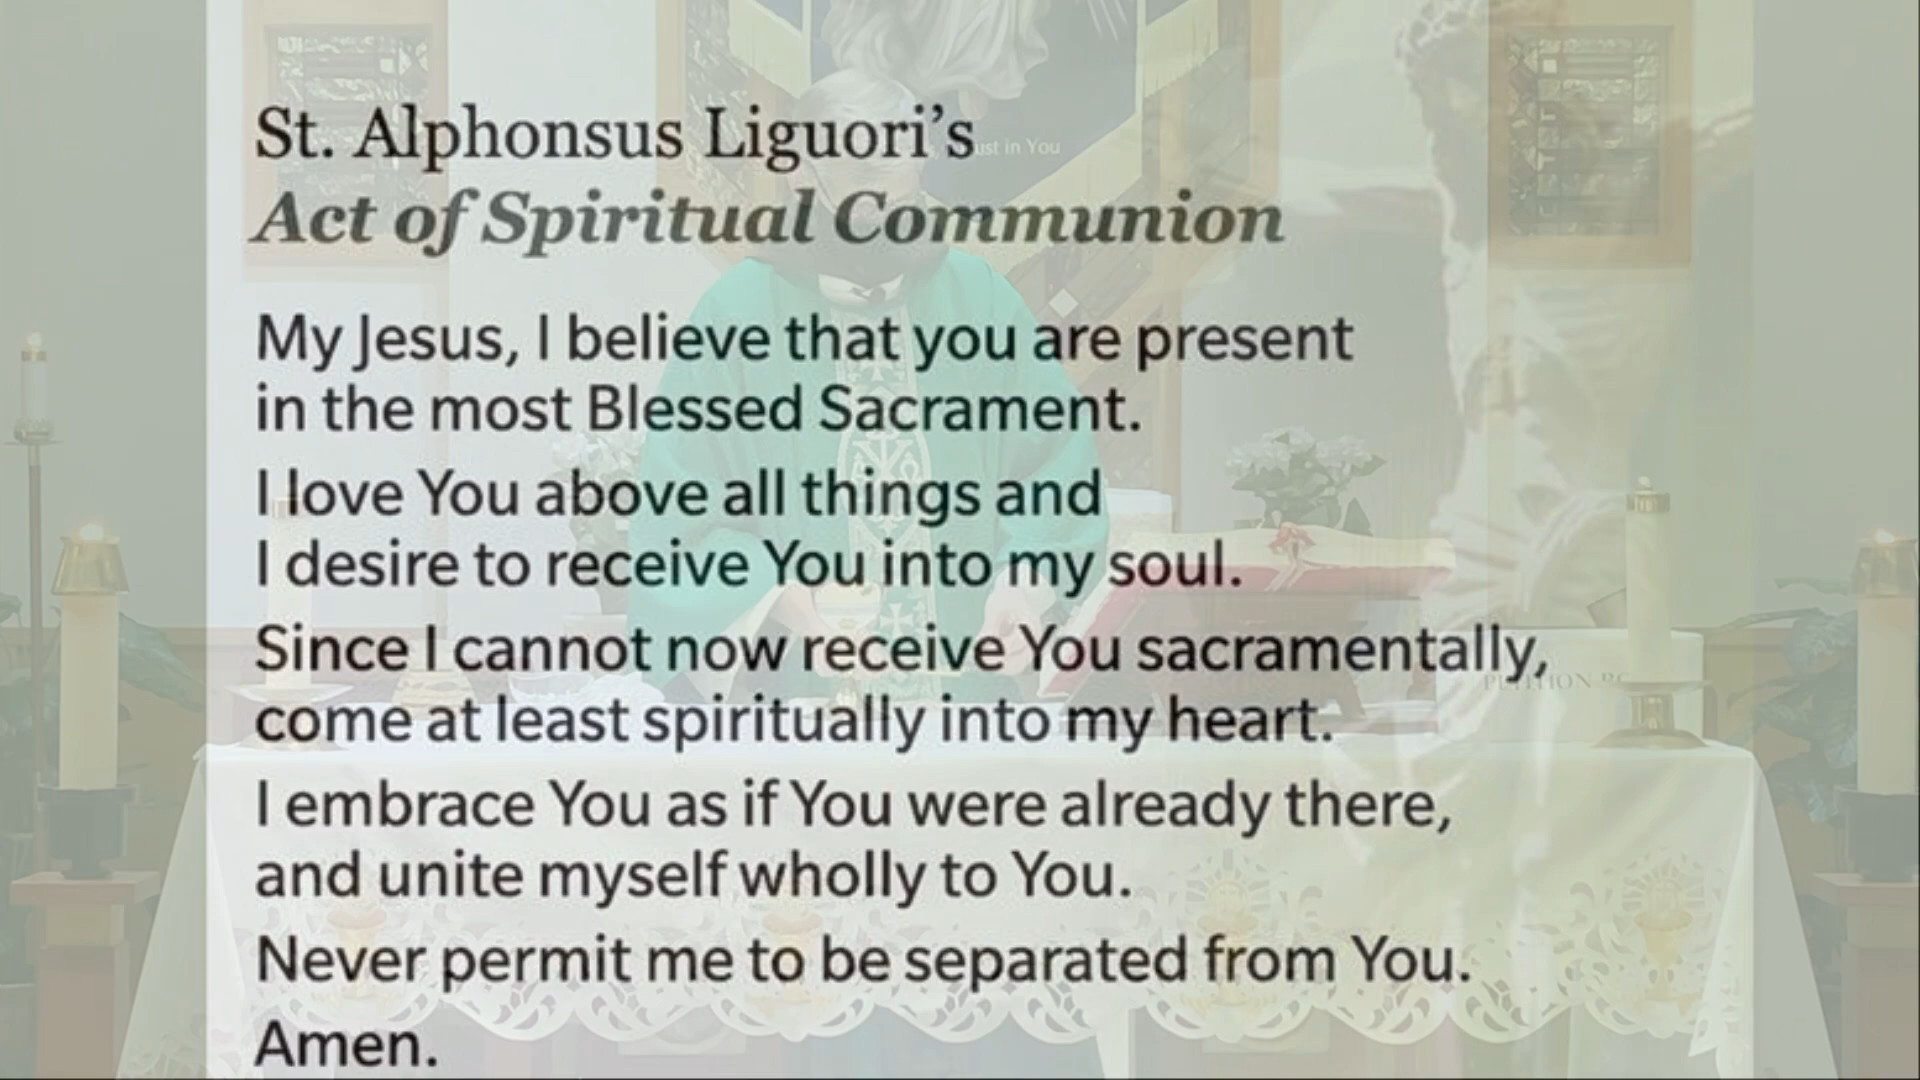 St. Alphonsus Liguori’s
ust in You
Act of Spiritual Communion
My Jesus, I believe that you are present
in the most Blessed Sacrament.
I love You above all things and
I desire to receive You into my soul.
Since I cannot now receive You sacramentally,
come at least spiritually into my heart.
I embrace You as if You were already there,
and unite myself wholly to You.
Never permit me to be separated from You.
Amen.